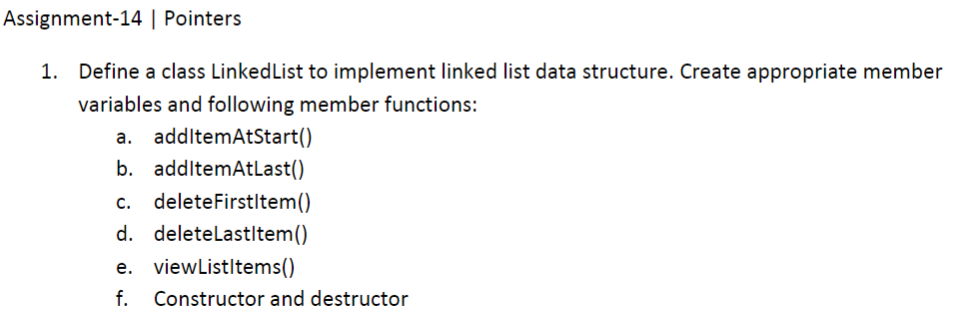 Assignment-14 | Pointers
1. Define a class LinkedList to implement linked list data structure. Create appropriate member
variables and following member functions:
a. addItemAtStart()
b. addItemAtLast()
c. deleteFirstItem()
d. deleteLastItem()
e. viewListItems()
f. Constructor and destructor